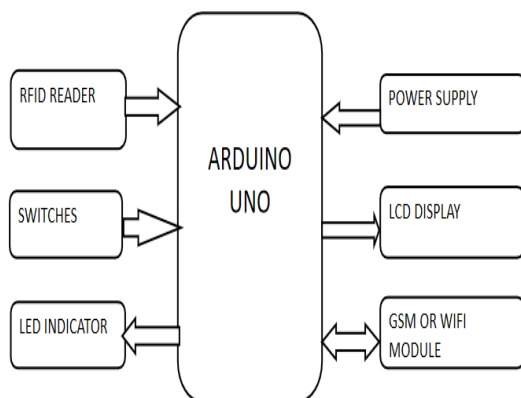 RFID READER
POWER SUPPLY
ARDUINO
UNO
SWITCHES
LCD DISPLAY
LED INDICATOR
GSM OR WIFI
MODULE